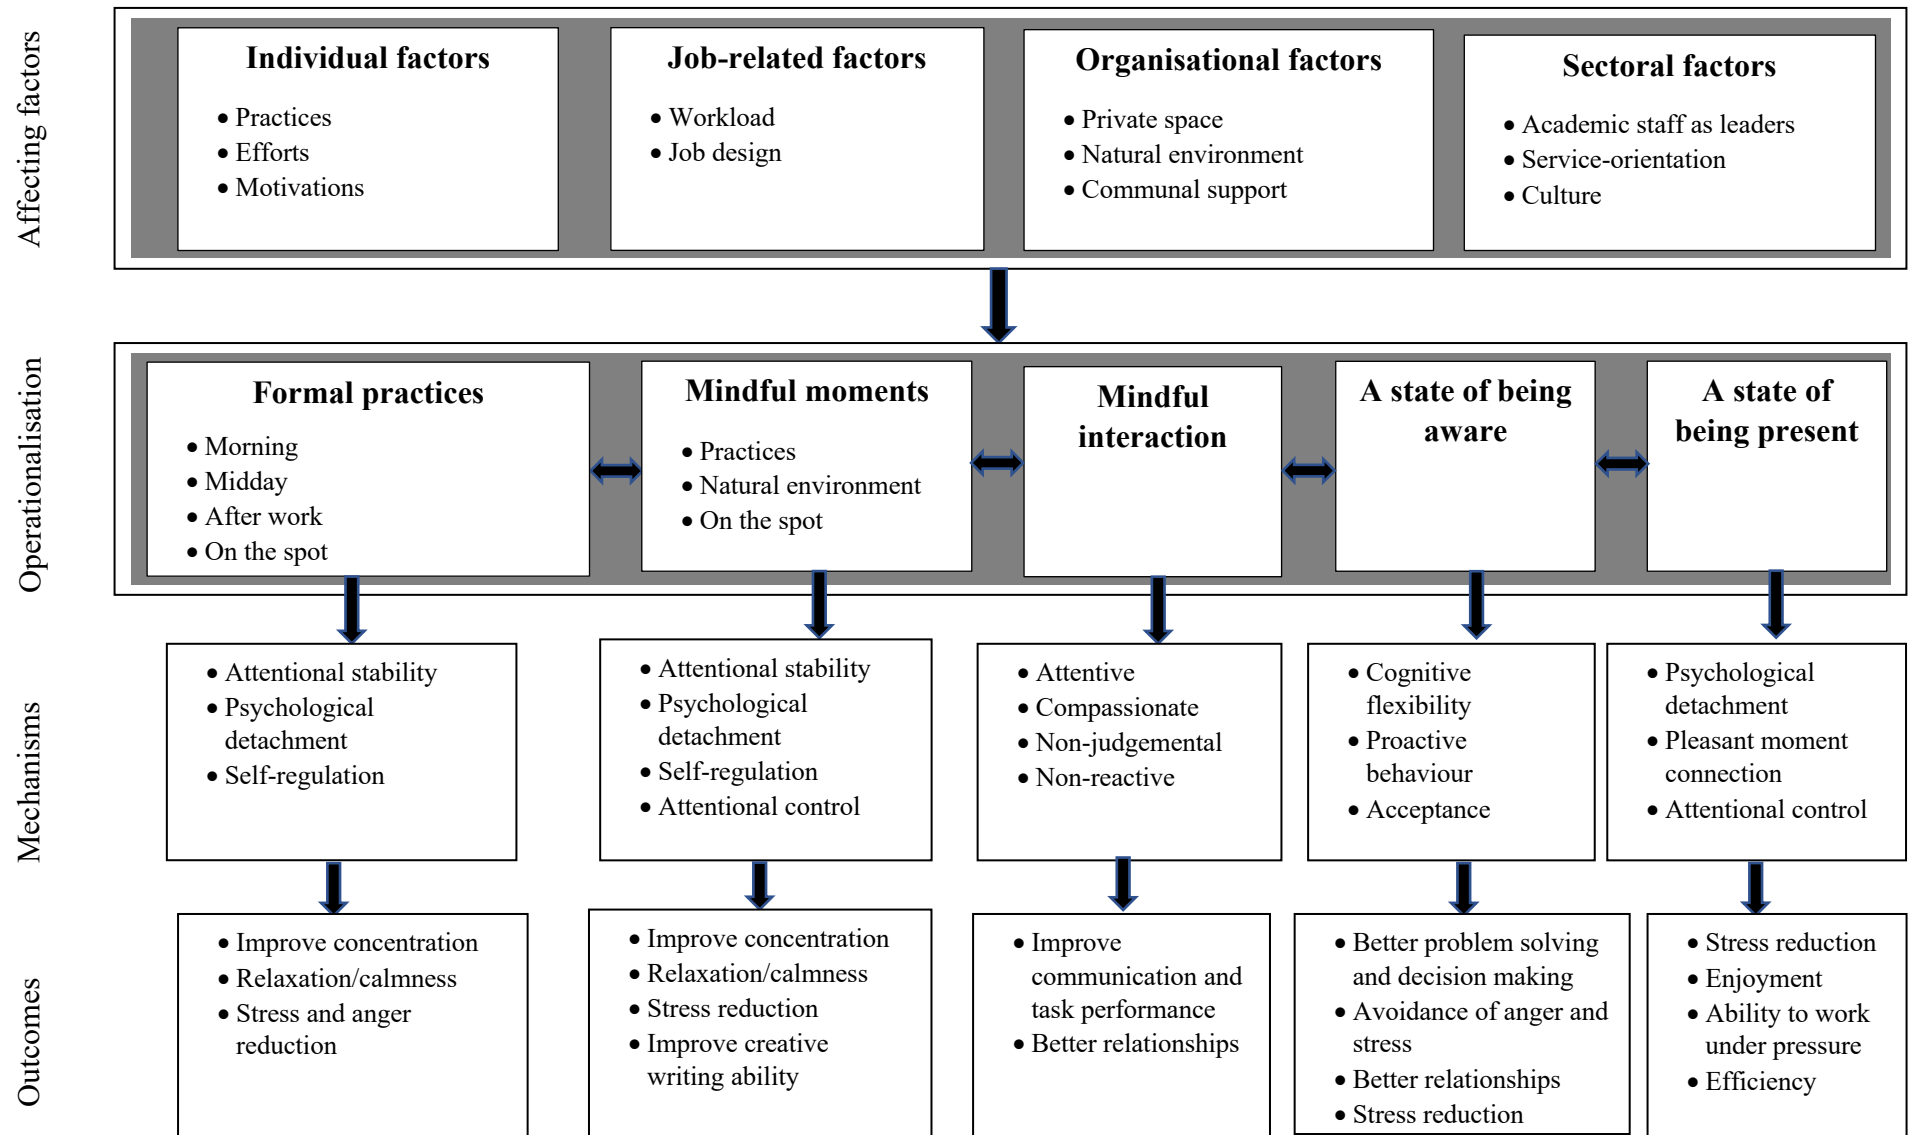 Affecting factors
Individual factors
• Practices
• Efforts
• Motivations
Job-related factors
• Workload
• Job design
Organisational factors
• Private space
• Natural environment
• Communal support
Sectoral factors
• Academic staff as leaders
• Service-orientation
• Culture
Operationalisation
Formal practices
• Morning
• Midday
• After work
• On the spot
Mindful moments
• Practices
• Natural environment
• On the spot
Mindful
interaction
A state of being
aware
A state of
being present
Mechanisms
• Attentional stability
• Psychological
detachment
• Self-regulation
• Attentional stability
• Psychological
detachment
• Self-regulation
• Attentional control
• Attentive
• Compassionate
• Non-judgemental
• Non-reactive
• Cognitive
flexibility
• Proactive
behaviour
• Acceptance
• Psychological
detachment
• Pleasant moment
connection
• Attentional control
Outcomes
• Improve concentration
• Relaxation/calmness
• Stress and anger
reduction
• Improve concentration
• Relaxation/calmness
• Stress reduction
• Improve creative
writing ability
• Improve
communication and
task performance
• Better relationships
• Better problem solving
and decision making
• Avoidance of anger and
stress
• Better relationships
• Stress reduction
• Stress reduction
• Enjoyment
• Ability to work
under pressure
• Efficiency